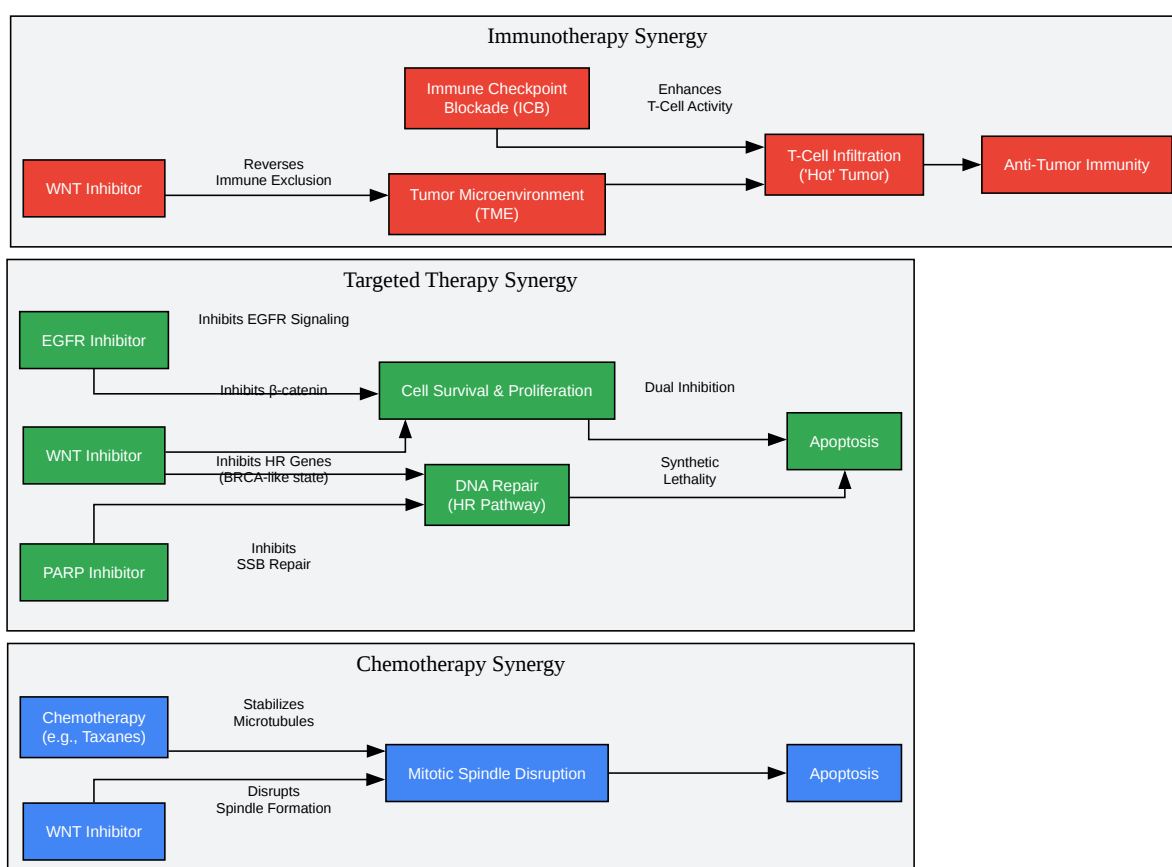 Immunotherapy Synergy
Immune Checkpoint
Blockade (ICB)
Enhances
T-Cell Activity
WNT Inhibitor
Reverses
Immune Exclusion
Tumor Microenvironment
(TME)
T-Cell Infiltration
('Hot' Tumor)
Anti-Tumor Immunity
Targeted Therapy Synergy
EGFR Inhibitor
Inhibits EGFR Signaling
Inhibits β-catenin
Cell Survival & Proliferation
Dual Inhibition
WNT Inhibitor
Inhibits HR Genes
(BRCA-like state)
DNA Repair
(HR Pathway)
Synthetic
Lethality
Apoptosis
PARP Inhibitor
Inhibits
SSB Repair
Chemotherapy Synergy
Chemotherapy
(e.g., Taxanes)
Stabilizes
Microtubules
Mitotic Spindle Disruption
Apoptosis
WNT Inhibitor
Disrupts
Spindle Formation